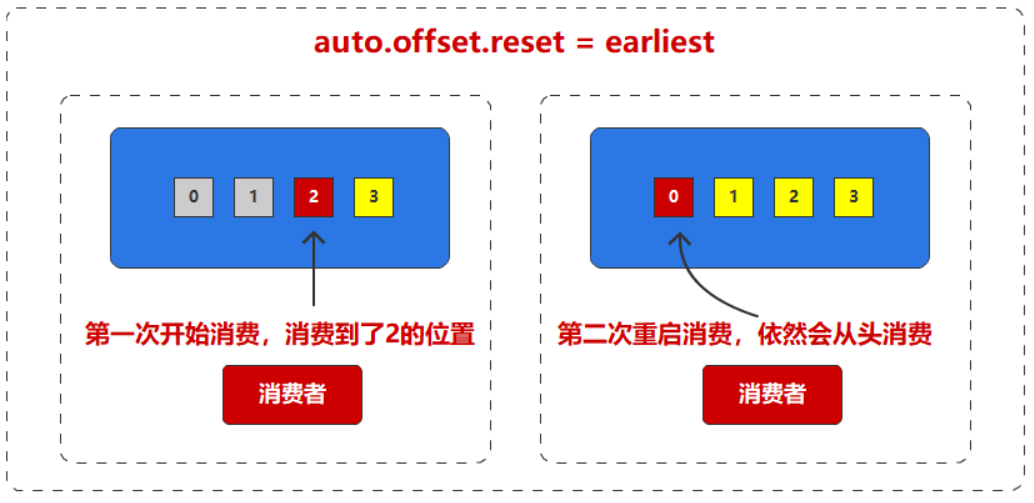 auto.offset.reset = earliest
0 1 2 3
第一次开始消费，消费到了2的位置
消费者
0 1 2 3
第二次重启消费，依然会从头消费
消费者